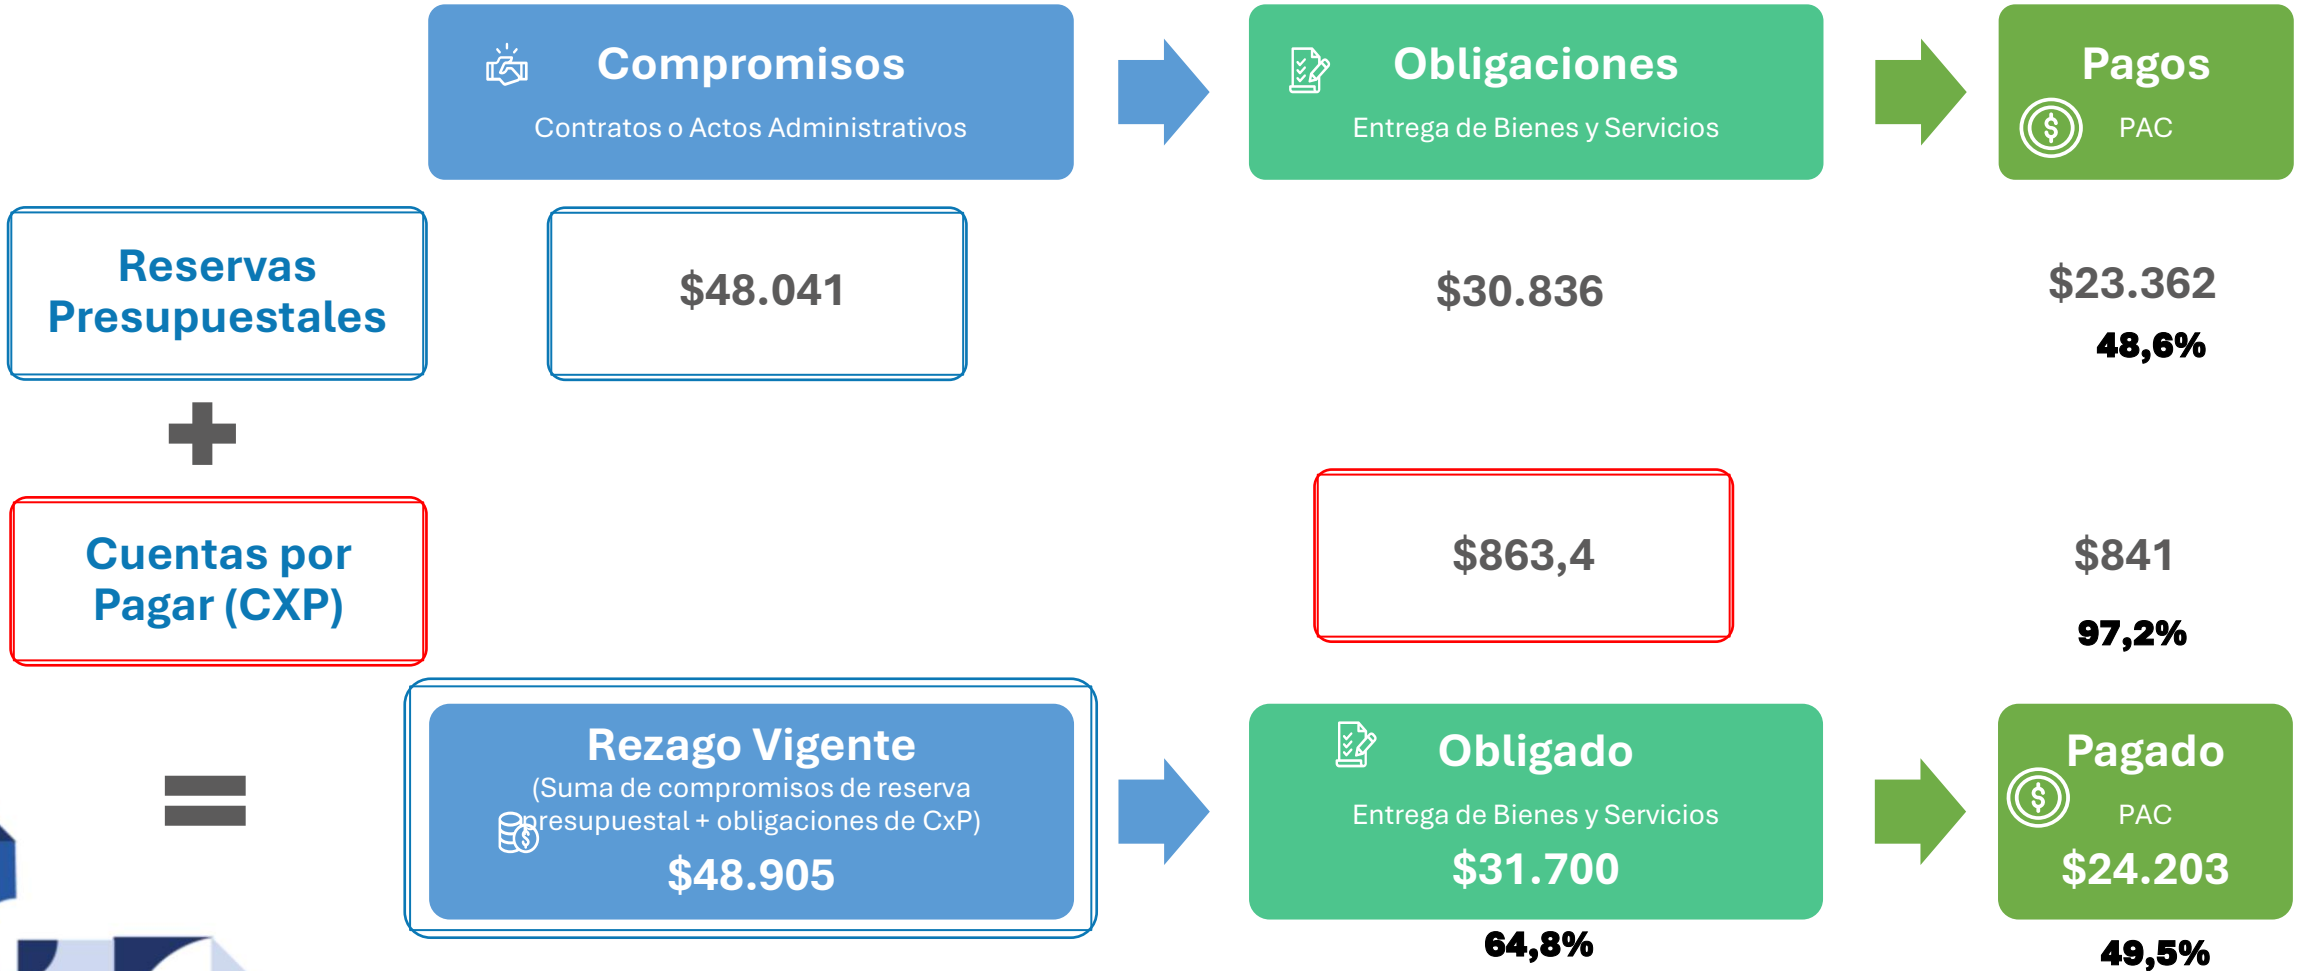 Compromisos
Contratos o Actos Administrativos
Obligaciones
Entrega de Bienes y Servicios
Pagos
PAC
Reservas
Presupuestales
$48.041
$30.836
$23.362
48,6%
Cuentas por
Pagar (CXP)
$863,4
$841
97,2%
Rezago Vigente
(Suma de compromisos de reserva
presupuestal + obligaciones de CxP)
$48.905
Obligado
Entrega de Bienes y Servicios
$31.700
64,8%
Pagado
PAC
$24.203
49,5%